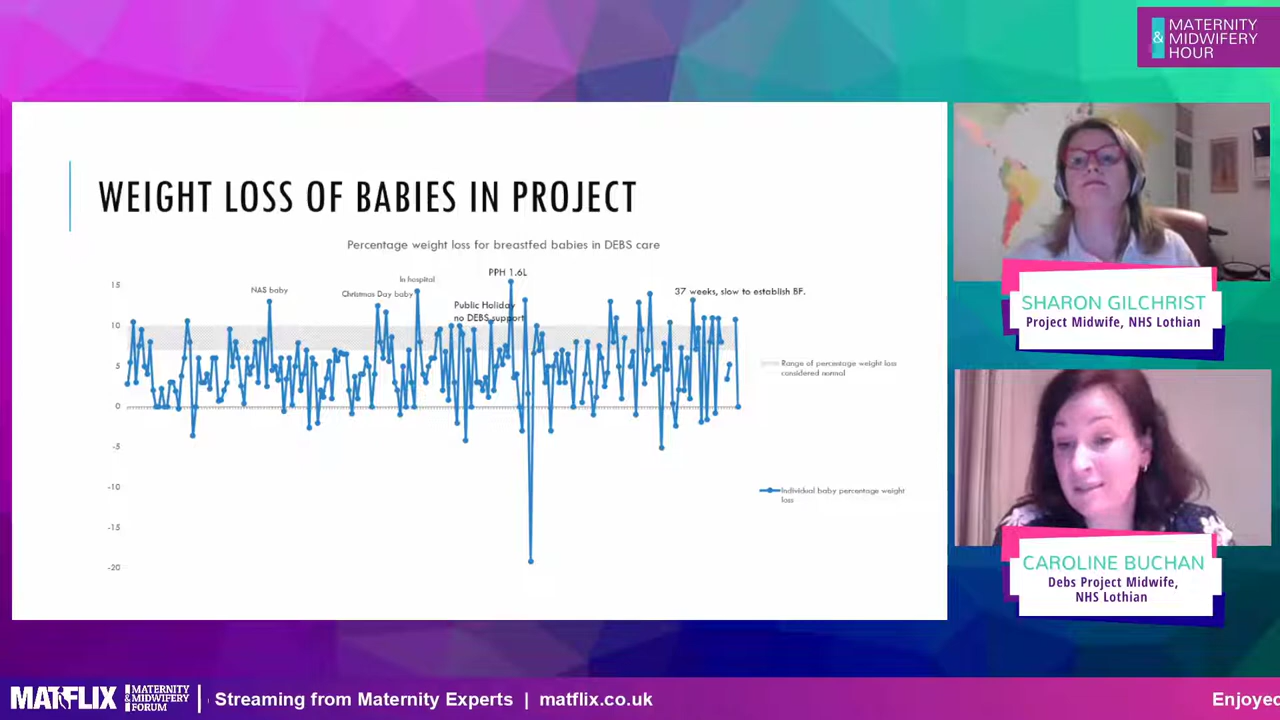 & MATERNITY
MIDWIFERY
HOUR
WEIGHT LOSS OF BABIES IN PROJECT
Percentage weight loss for breastfed babies in DEBS care
PPH 1.6L
In hospital
NAS baby
Christmas Day baby
37 weeks, slow to establish BF.
Public Holiday
no DEBS support
15
10
5
0
-5
-10
-15
-20
Range of percentage weight loss
considered normal
Individual baby percentage weight
loss
SHARON GILCHRIST
Project Midwife, NHS Lothian
CAROLINE BUCHAN
Debs Project Midwife,
NHS Lothian
MATFLIX
MATERNITY
&MIDWIFERY
FORUM
Streaming from Maternity Experts | matflix.co.uk
Enjoyed